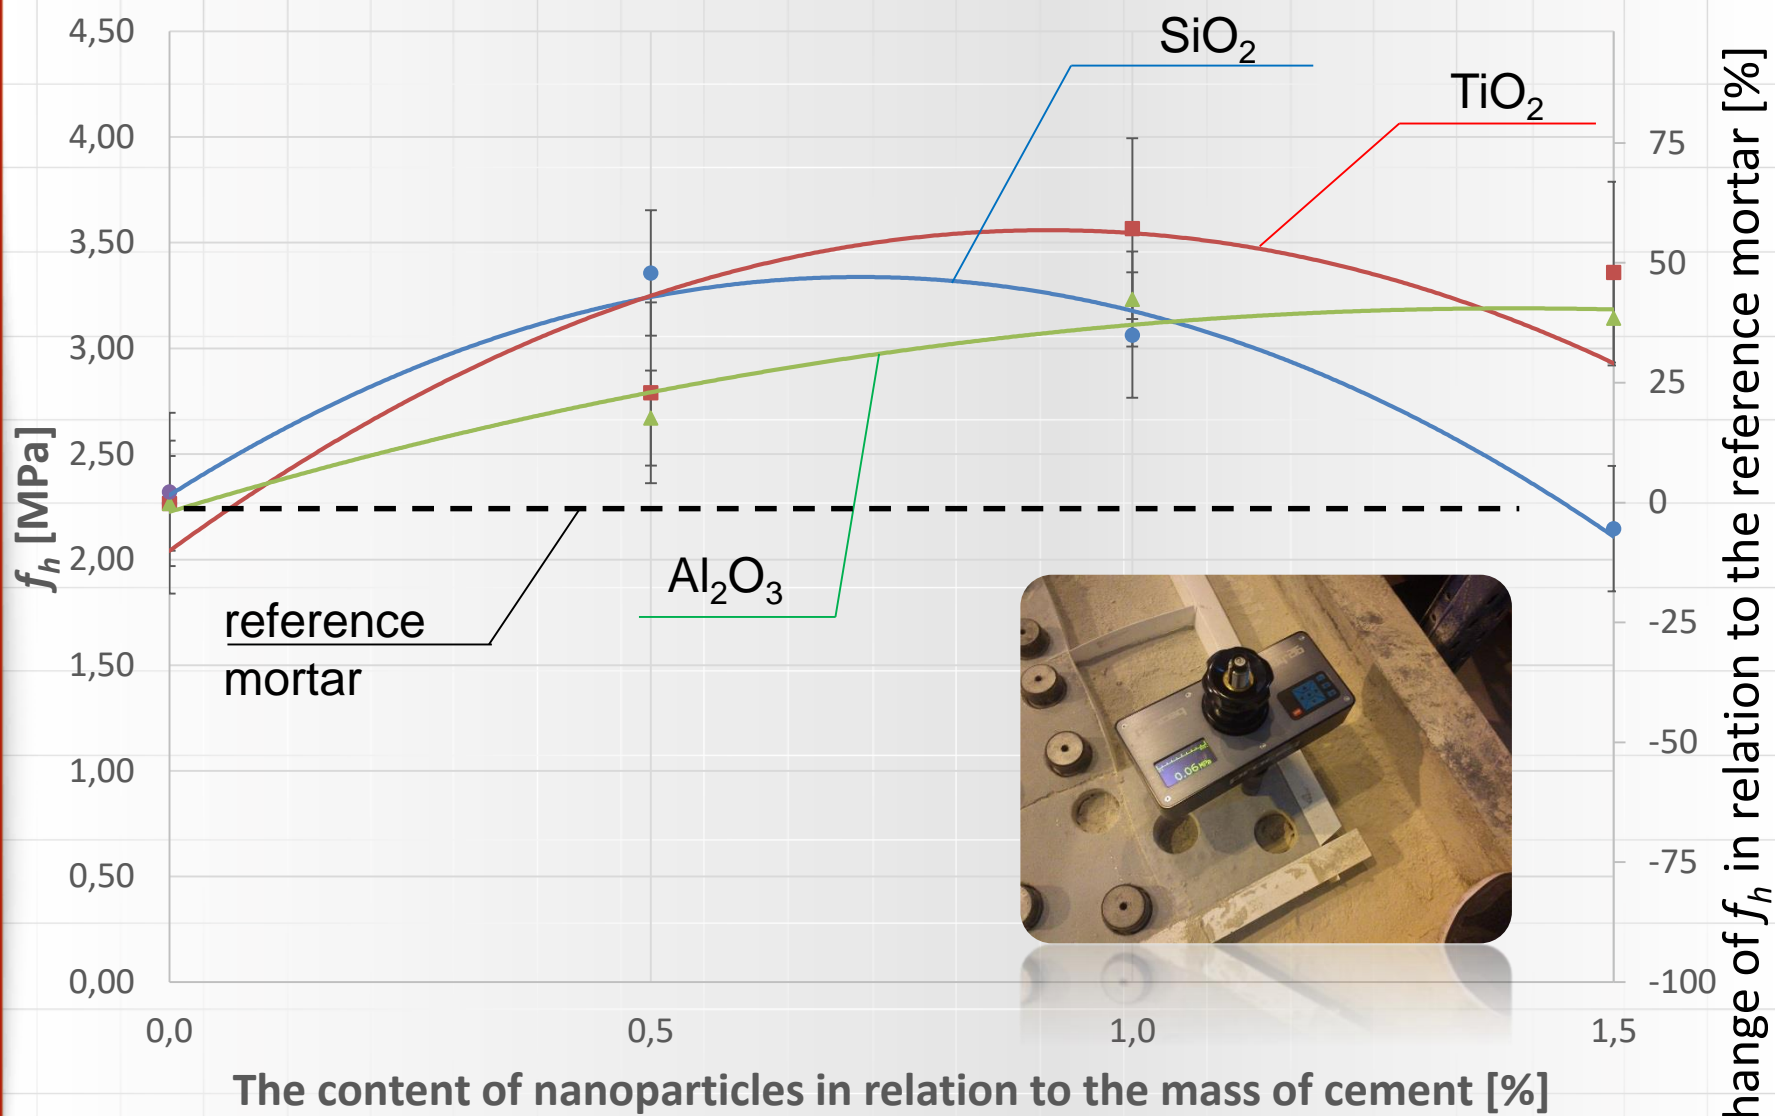 4,50
4,00
3,50
3,00
2,50
2,00
1,50
1,00
0,50
0,00
fₕ [MPa]
SiO₂
TiO₂
Al₂O₃
reference
mortar
0.06 MPa
75
50
25
0
-25
-50
-75
-100
hange of fₕ in relation to the reference mortar [%]
0,0 0,5 1,0 1,5
The content of nanoparticles in relation to the mass of cement [%]